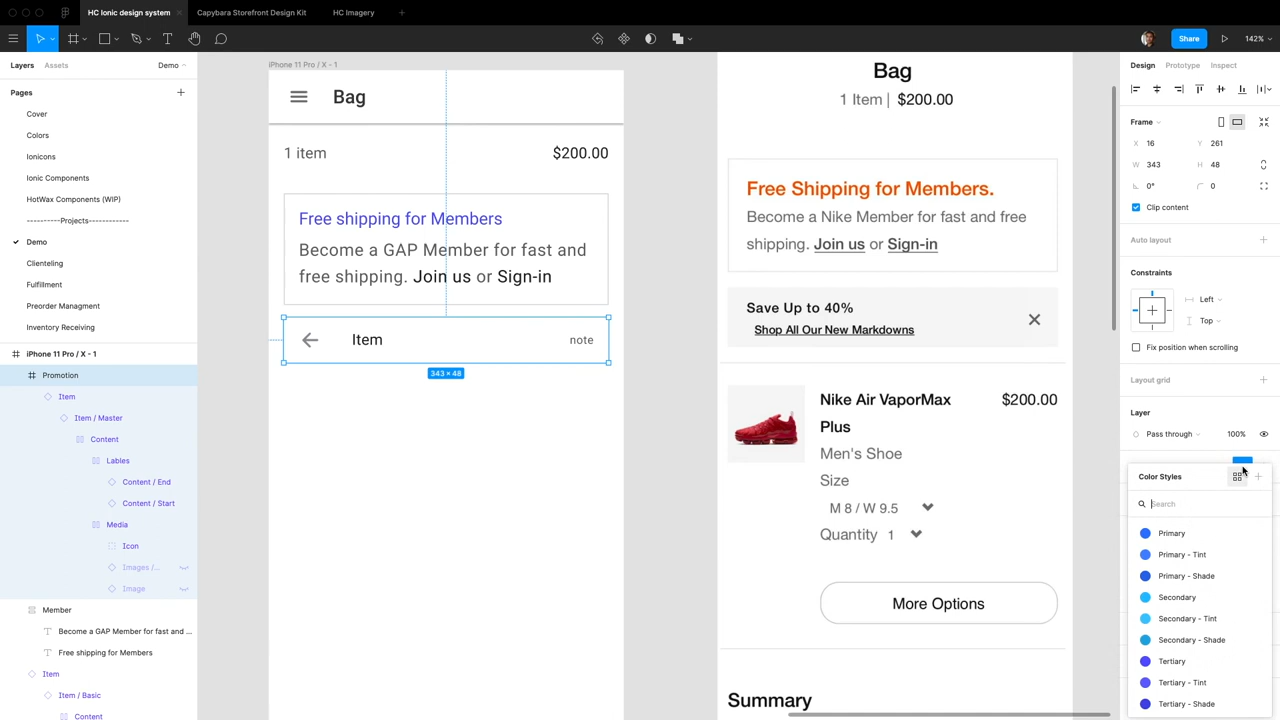 HC Ionic design system
Capybara Storefront Design Kit
HC Imagery
Share
142%
Layers
Assets
Demo
Pages
Cover
Colors
Ionicons
Ionic Components
HotWax Components (WIP)
----------Projects----------
Demo
Clienteling
Fulfillment
Preorder Managment
Inventory Receiving
iPhone 11 Pro / X - 1
Promotion
Item
Item / Master
Content
Lables
Content / End
Content / Start
Media
Icon
Images /...
Image
Member
Become a GAP Member for fast and ...
Free shipping for Members
Item
Item / Basic
Content
iPhone 11 Pro / X - 1
Bag
1 item
$200.00
Free shipping for Members
Become a GAP Member for fast and
free shipping. Join us or Sign-in
Item
note
343 × 48
Bag
1 Item | $200.00
Free Shipping for Members.
Become a Nike Member for fast and free
shipping. Join us or Sign-in
Save Up to 40%
Shop All Our New Markdowns
Nike Air VaporMax
Plus
$200.00
Men's Shoe
Size
M 8 / W 9.5
Quantity 1
More Options
Summary
Design
Prototype
Inspect
Frame
X 16
Y 261
W 343
H 48
0°
0
Clip content
Auto layout
Constraints
Left
Top
Fix position when scrolling
Layout grid
Layer
Pass through
100%
Color Styles
Search
Primary
Primary - Tint
Primary - Shade
Secondary
Secondary - Tint
Secondary - Shade
Tertiary
Tertiary - Tint
Tertiary - Shade